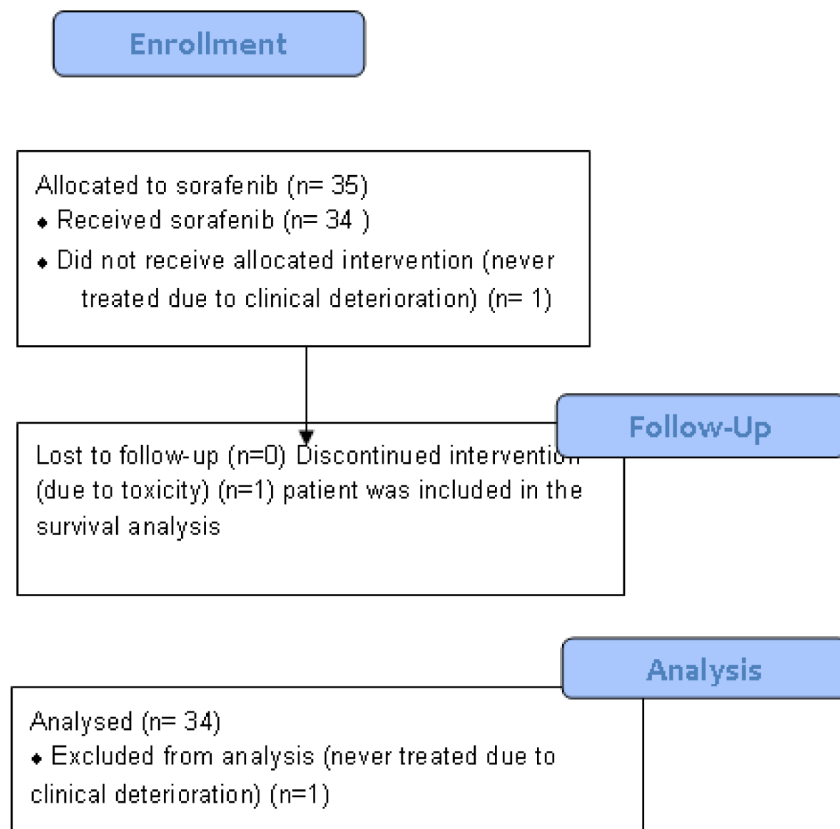 Enrollment
Allocated to sorafenib (n= 35)
♦ Received sorafenib (n= 34 )
♦ Did not receive allocated intervention (never
treated due to clinical deterioration) (n= 1)
Follow-Up
Lost to follow-up (n=0) Discontinued intervention
(due to toxicity) (n=1) patient was included in the
survival analysis
Analysis
Analysed (n= 34)
♦ Excluded from analysis (never treated due to
clinical deterioration) (n=1)